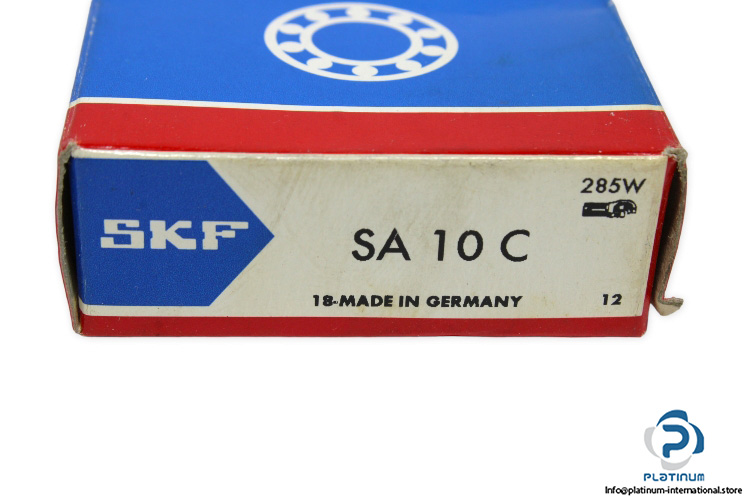 285W
SKF
SA 10 C
18-MADE IN GERMANY 12
PLATINUM
Info@platinum-international.store